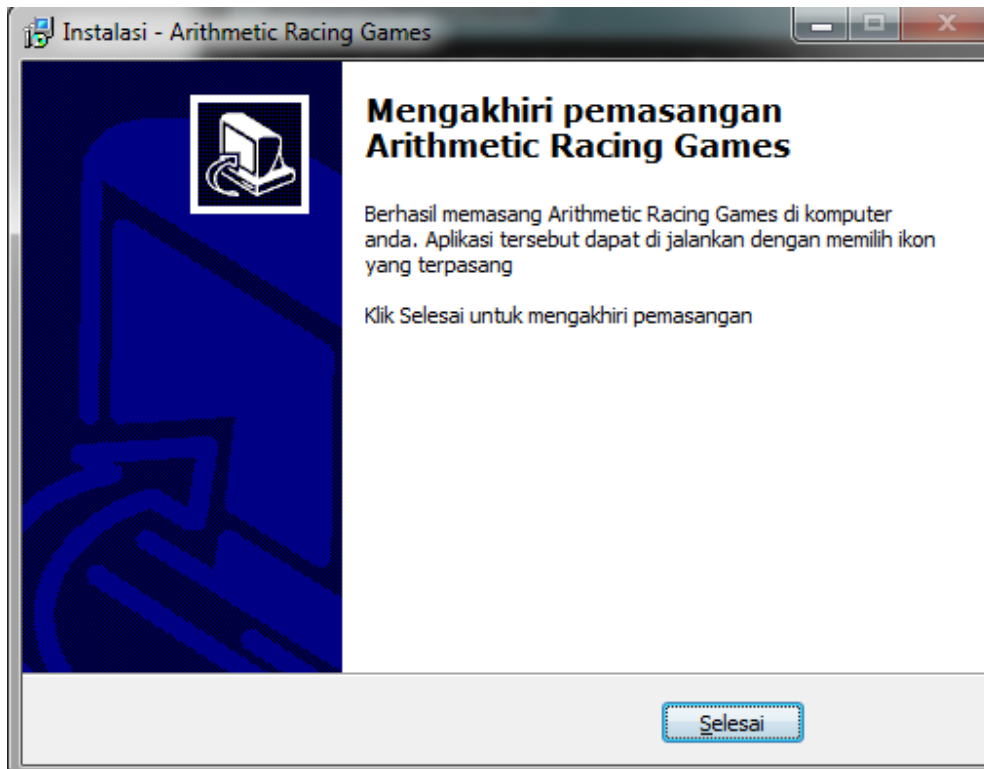 Instalasi - Arithmetic Racing Games
Mengakhiri pemasangan
Arithmetic Racing Games
Berhasil memasang Arithmetic Racing Games di komputer
anda. Aplikasi tersebut dapat di jalankan dengan memilih ikon
yang terpasang
Klik Selesai untuk mengakhiri pemasangan
Selesai